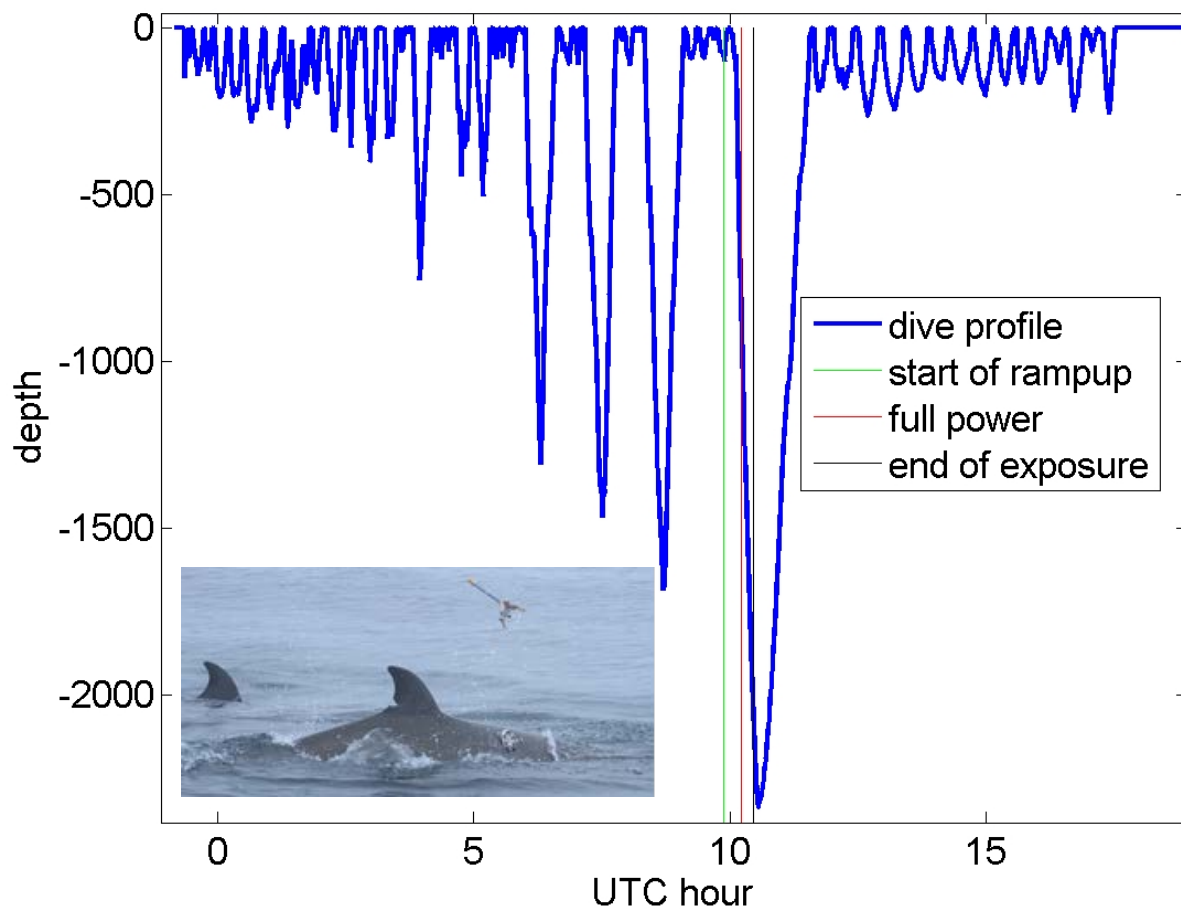 0
-500
-1000
-1500
-2000
depth
dive profile
start of rampup
full power
end of exposure
0 5 10 15
UTC hour